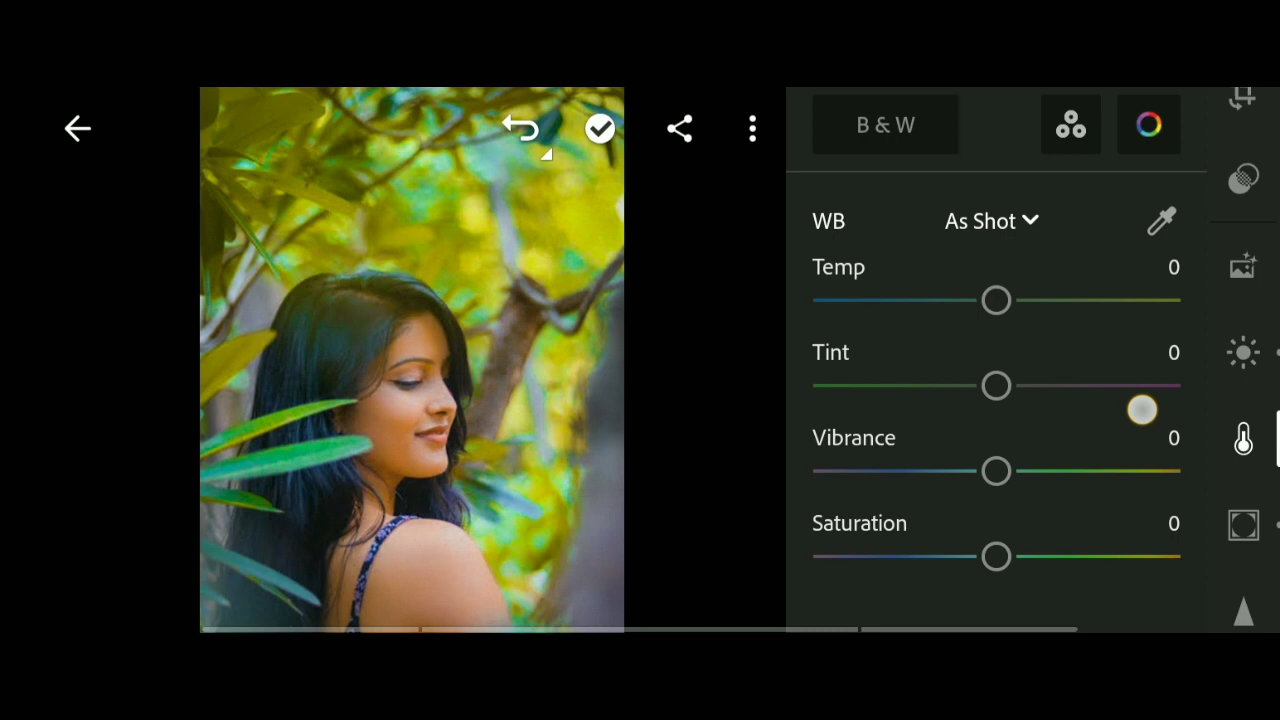 B & W
WB As Shot
Temp 0
Tint 0
Vibrance 0
Saturation 0